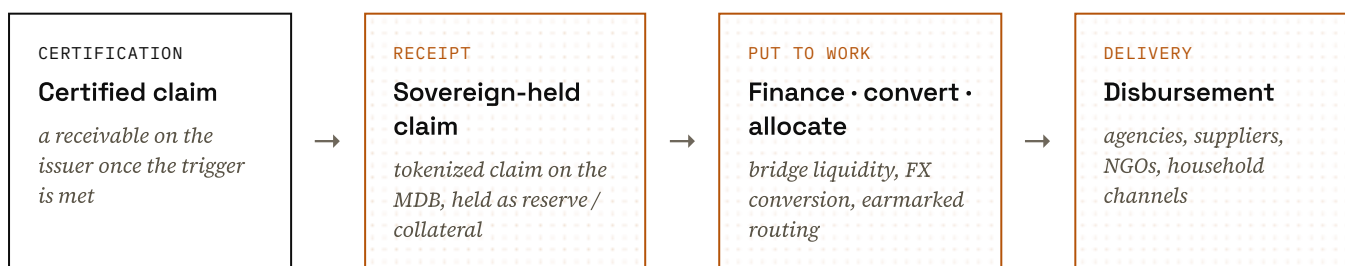 CERTIFICATION
Certified claim
a receivable on the
issuer once the trigger
is met
→
RECEIPT
Sovereign-held
claim
tokenized claim on the
MDB, held as reserve /
collateral
→
PUT TO WORK
Finance · convert ·
allocate
bridge liquidity, FX
conversion, earmarked
routing
→
DELIVERY
Disbursement
agencies, suppliers,
NGOs, household
channels